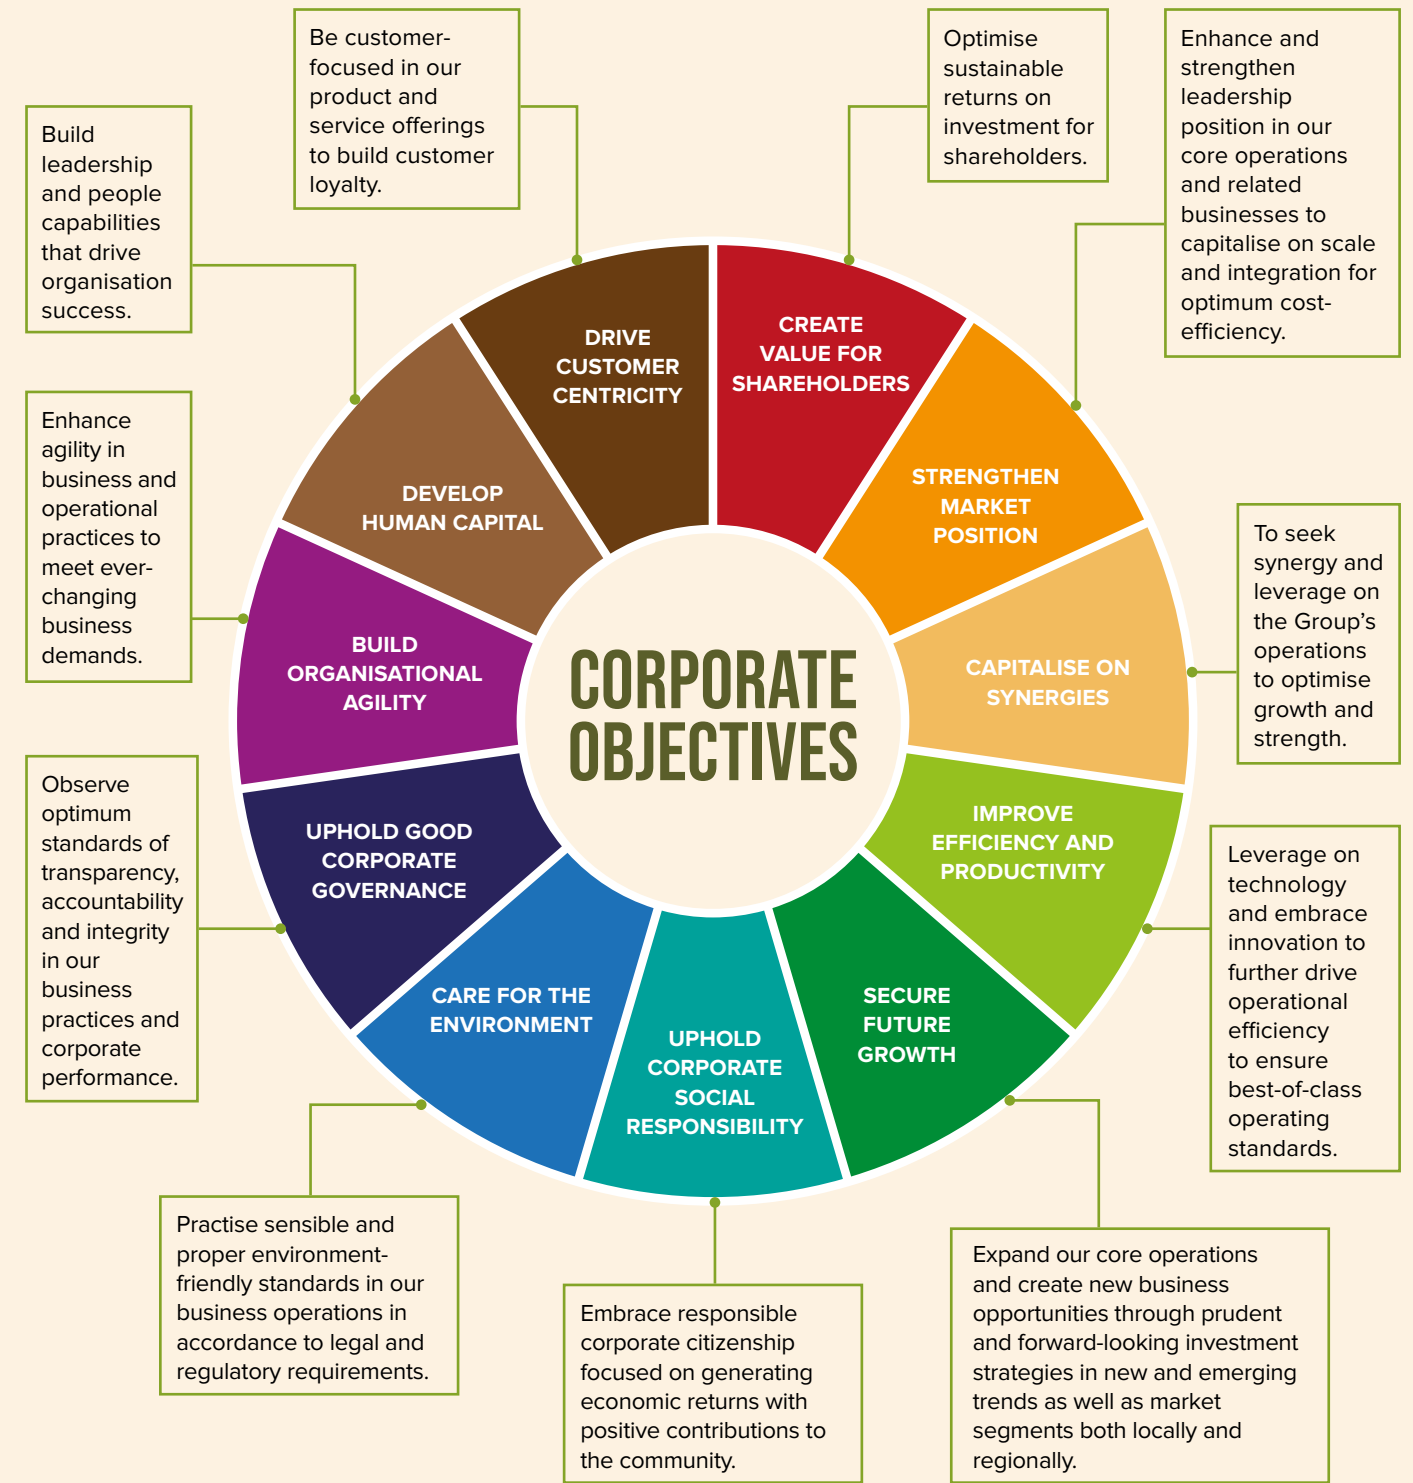 CORPORATE
OBJECTIVES
CREATE
VALUE FOR
SHAREHOLDERS
Optimise
sustainable
returns on
investment for
shareholders.
STRENGTHEN
MARKET
POSITION
Enhance and
strengthen
leadership
position in our
core operations
and related
businesses to
capitalise on scale
and integration for
optimum cost-
efficiency.
CAPITALISE ON
SYNERGIES
To seek
synergy and
leverage on
the Group’s
operations
to optimise
growth and
strength.
IMPROVE
EFFICIENCY AND
PRODUCTIVITY
Leverage on
technology
and embrace
innovation to
further drive
operational
efficiency
to ensure
best-of-class
operating
standards.
SECURE
FUTURE
GROWTH
Expand our core operations
and create new business
opportunities through prudent
and forward-looking investment
strategies in new and emerging
trends as well as market
segments both locally and
regionally.
UPHOLD
CORPORATE
SOCIAL
RESPONSIBILITY
Embrace responsible
corporate citizenship
focused on generating
economic returns with
positive contributions to
the community.
CARE FOR THE
ENVIRONMENT
Practise sensible and
proper environment-
friendly standards in our
business operations in
accordance to legal and
regulatory requirements.
UPHOLD GOOD
CORPORATE
GOVERNANCE
Observe
optimum
standards of
transparency,
accountability
and integrity
in our
business
practices and
corporate
performance.
BUILD
ORGANISATIONAL
AGILITY
Enhance
agility in
business and
operational
practices to
meet ever-
changing
business
demands.
DEVELOP
HUMAN CAPITAL
Build
leadership
and people
capabilities
that drive
organisation
success.
DRIVE
CUSTOMER
CENTRICITY
Be customer-
focused in our
product and
service offerings
to build customer
loyalty.